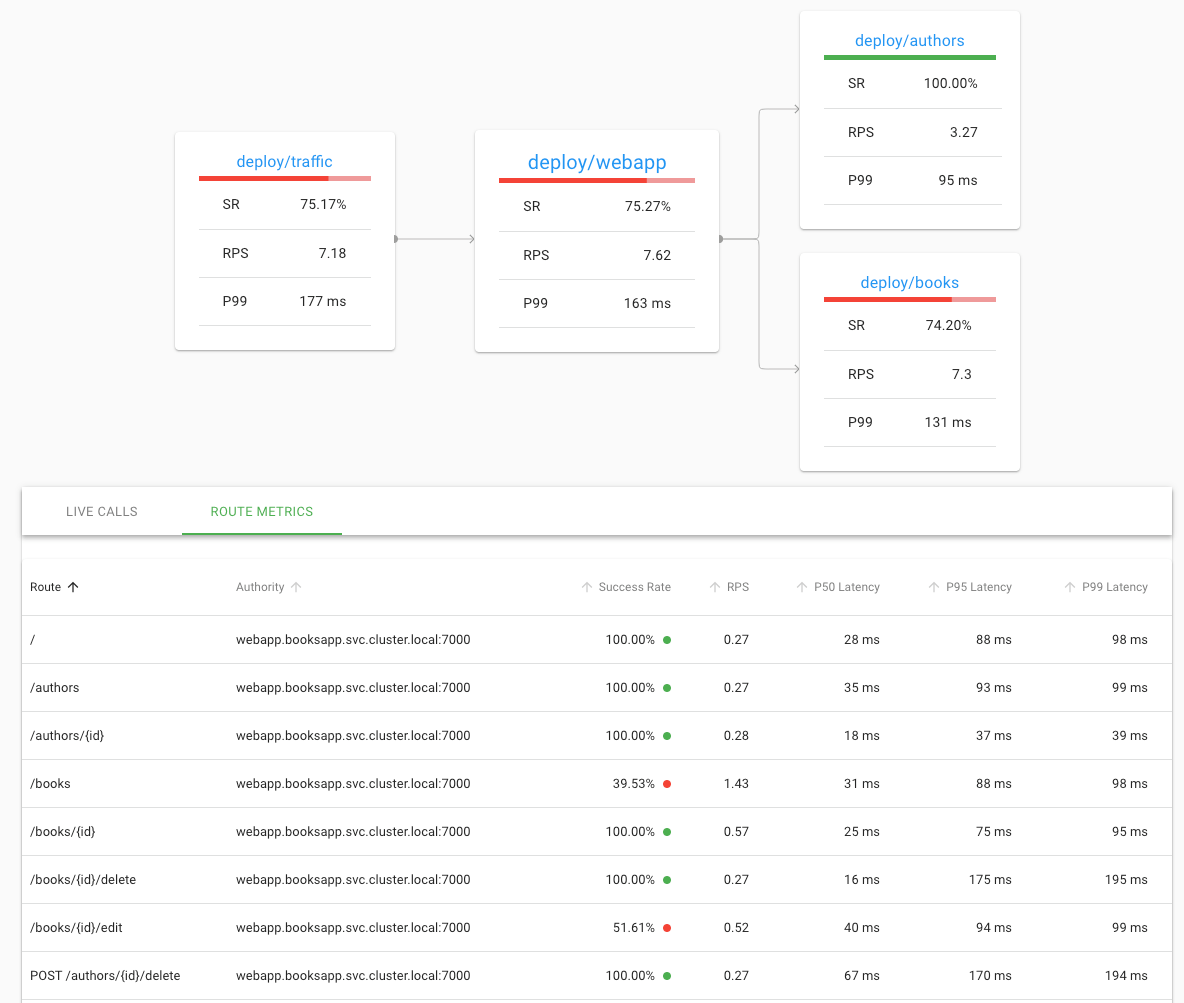 deploy/traffic
SR 75.17%
RPS 7.18
P99 177 ms
deploy/webapp
SR 75.27%
RPS 7.62
P99 163 ms
deploy/authors
SR 100.00%
RPS 3.27
P99 95 ms
deploy/books
SR 74.20%
RPS 7.3
P99 131 ms
LIVE CALLS ROUTE METRICS
Route Authority Success Rate RPS P50 Latency P95 Latency P99 Latency
/ webapp.booksapp.svc.cluster.local:7000 100.00% 0.27 28 ms 88 ms 98 ms
/authors webapp.booksapp.svc.cluster.local:7000 100.00% 0.27 35 ms 93 ms 99 ms
/authors/{id} webapp.booksapp.svc.cluster.local:7000 100.00% 0.28 18 ms 37 ms 39 ms
/books webapp.booksapp.svc.cluster.local:7000 39.53% 1.43 31 ms 88 ms 98 ms
/books/{id} webapp.booksapp.svc.cluster.local:7000 100.00% 0.57 25 ms 75 ms 95 ms
/books/{id}/delete webapp.booksapp.svc.cluster.local:7000 100.00% 0.27 16 ms 175 ms 195 ms
/books/{id}/edit webapp.booksapp.svc.cluster.local:7000 51.61% 0.52 40 ms 94 ms 99 ms
POST /authors/{id}/delete webapp.booksapp.svc.cluster.local:7000 100.00% 0.27 67 ms 170 ms 194 ms